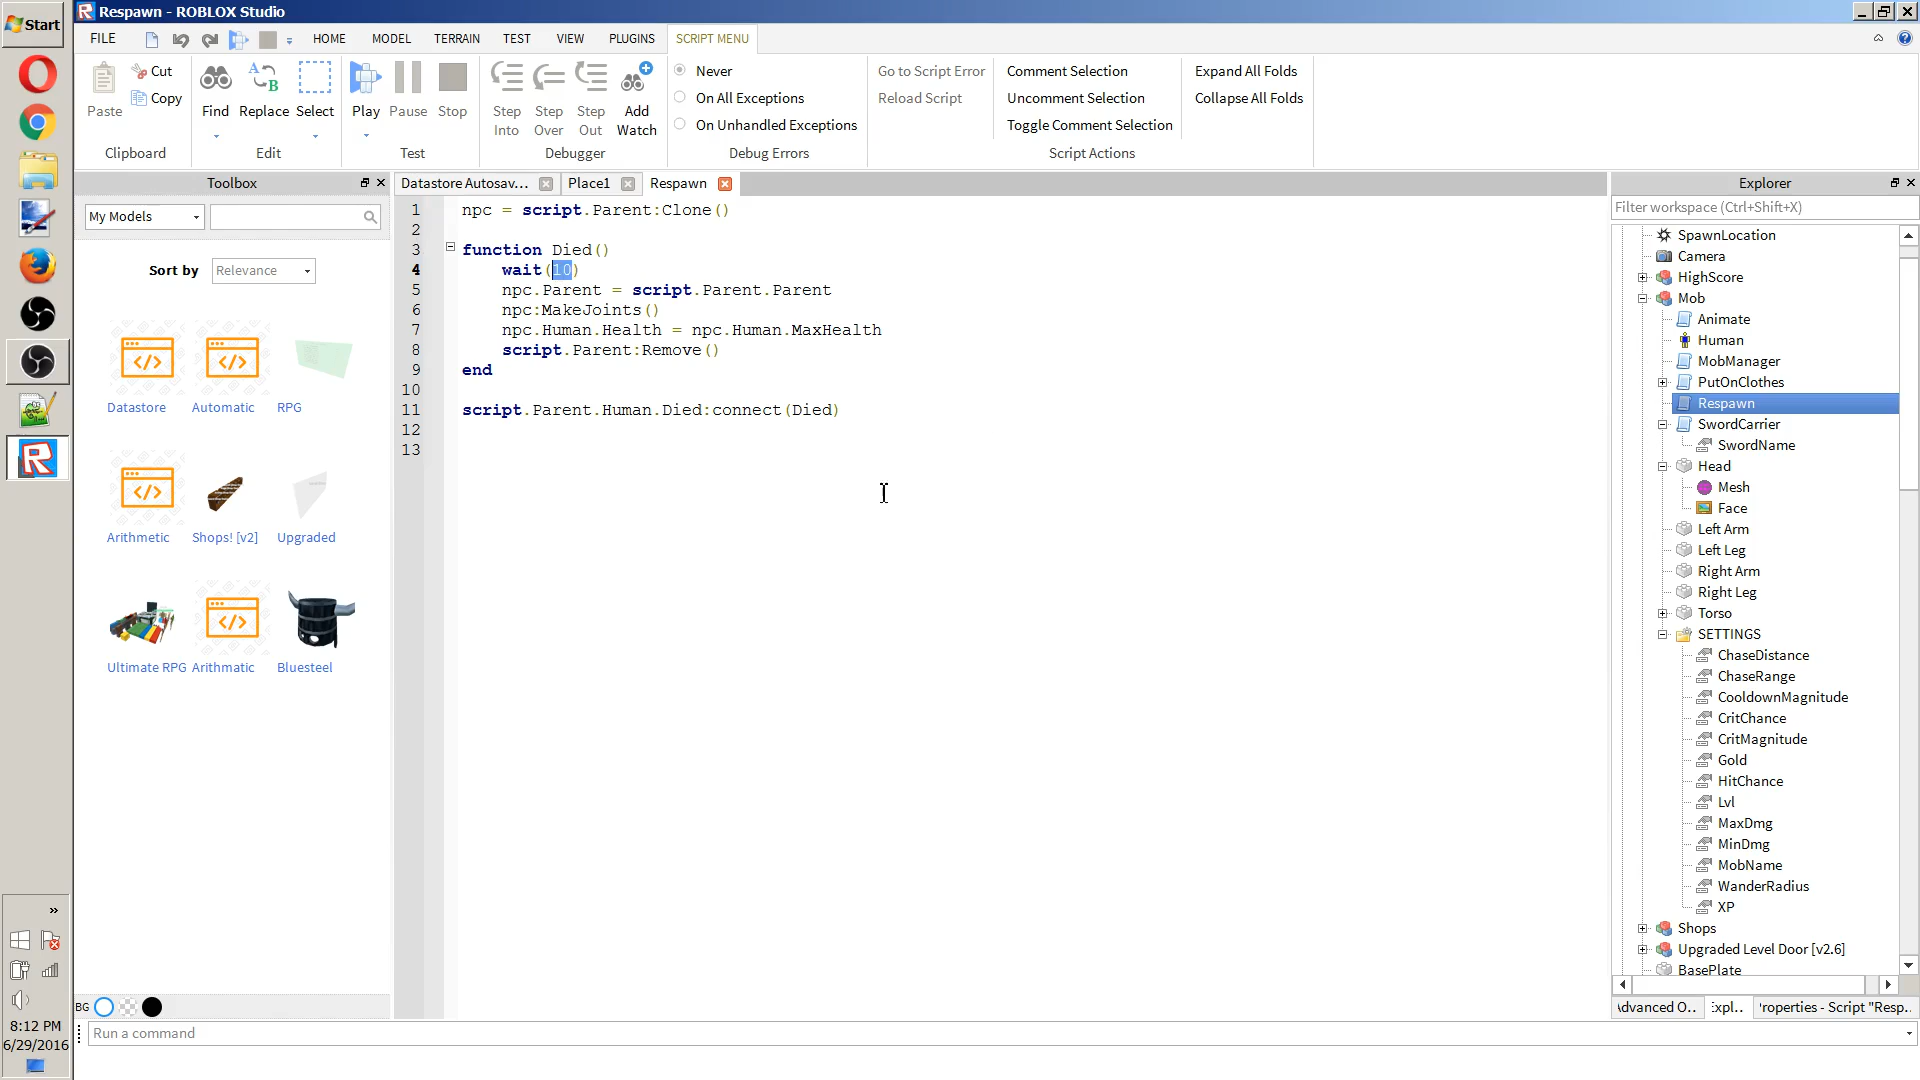 Start
Respawn - ROBLOX Studio
FILE
HOME
MODEL
TERRAIN
TEST
VIEW
PLUGINS
SCRIPT MENU
Paste
Cut
Copy
Clipboard
Find
Replace
Select
Edit
Play
Pause
Stop
Test
Step Into
Step Over
Step Out
Add Watch
Debugger
Never
On All Exceptions
On Unhandled Exceptions
Debug Errors
Go to Script Error
Reload Script
Comment Selection
Uncomment Selection
Toggle Comment Selection
Script Actions
Expand All Folds
Collapse All Folds
Toolbox
My Models
Sort by
Relevance
Datastore
Automatic
RPG
Arithmetic
Shops! [v2]
Upgraded
Ultimate RPG
Arithmatic
Bluesteel
BG
Datastore Autosav...
Place1
Respawn
1 npc = script.Parent:Clone()
2
3 function Died()
4 wait(10)
5 npc.Parent = script.Parent.Parent
6 npc:MakeJoints()
7 npc.Human.Health = npc.Human.MaxHealth
8 script.Parent:Remove()
9 end
10
11 script.Parent.Human.Died:connect(Died)
12
13
Explorer
Filter workspace (Ctrl+Shift+X)
SpawnLocation
Camera
HighScore
Mob
Animate
Human
MobManager
PutOnClothes
Respawn
SwordCarrier
SwordName
Head
Mesh
Face
Left Arm
Left Leg
Right Arm
Right Leg
Torso
SETTINGS
ChaseDistance
ChaseRange
CooldownMagnitude
CritChance
CritMagnitude
Gold
HitChance
Lvl
MaxDmg
MinDmg
MobName
WanderRadius
XP
Shops
Upgraded Level Door [v2.6]
BasePlate
\dvanced O..
:xpl..
'roperties - Script "Resp..
Run a command
8:12 PM
6/29/2016